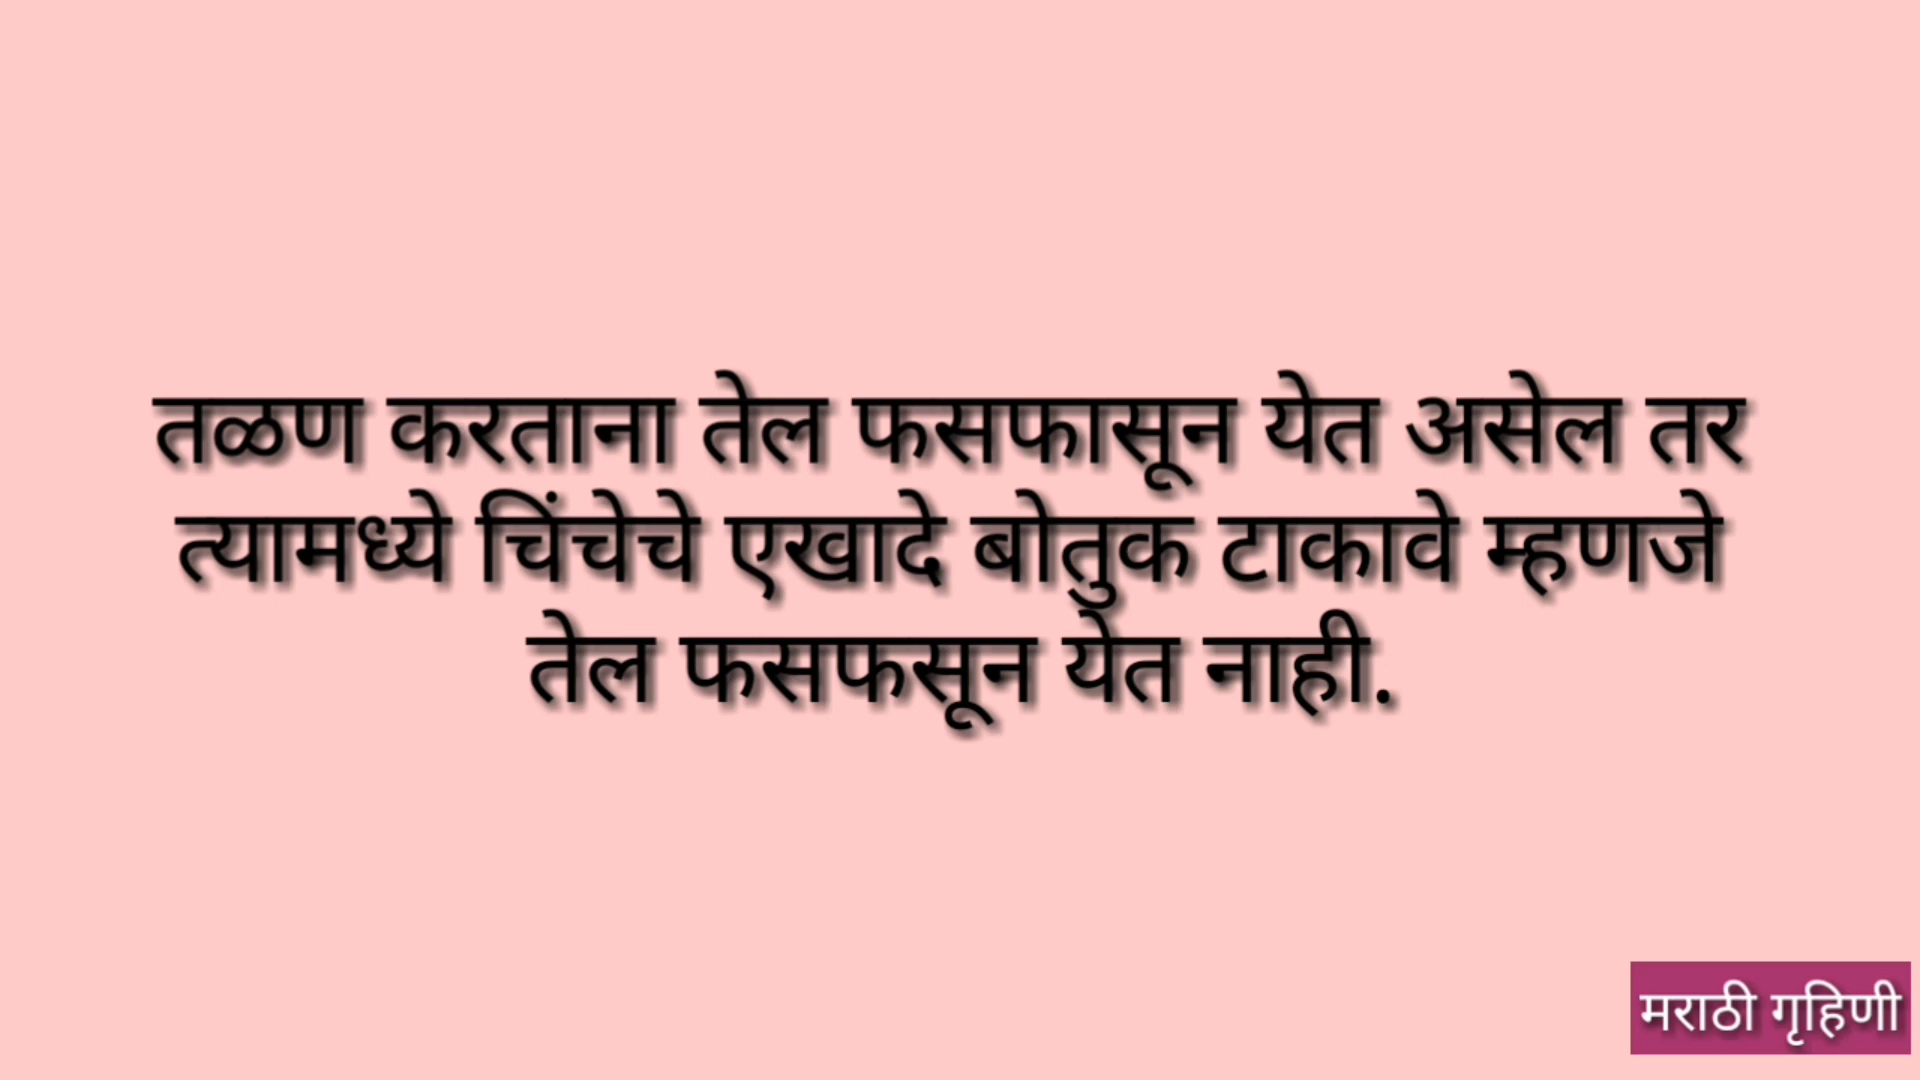 तळण करताना तेल फसफासून येत असेल तर
त्यामध्ये चिंचेचे एखादे बोतुक टाकावे म्हणजे
तेल फसफसून येत नाही.
मराठी गृहिणी